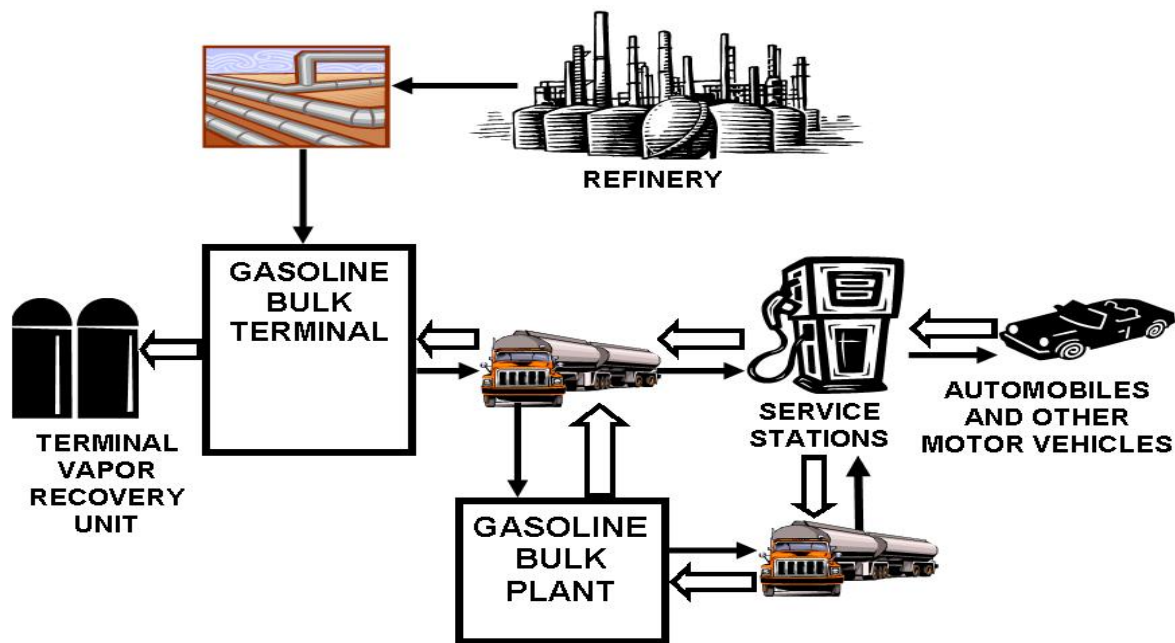 REFINERY
GASOLINE
BULK
TERMINAL
TERMINAL
VAPOR
RECOVERY
UNIT
SERVICE
STATIONS
AUTOMOBILES
AND OTHER
MOTOR VEHICLES
GASOLINE
BULK
PLANT